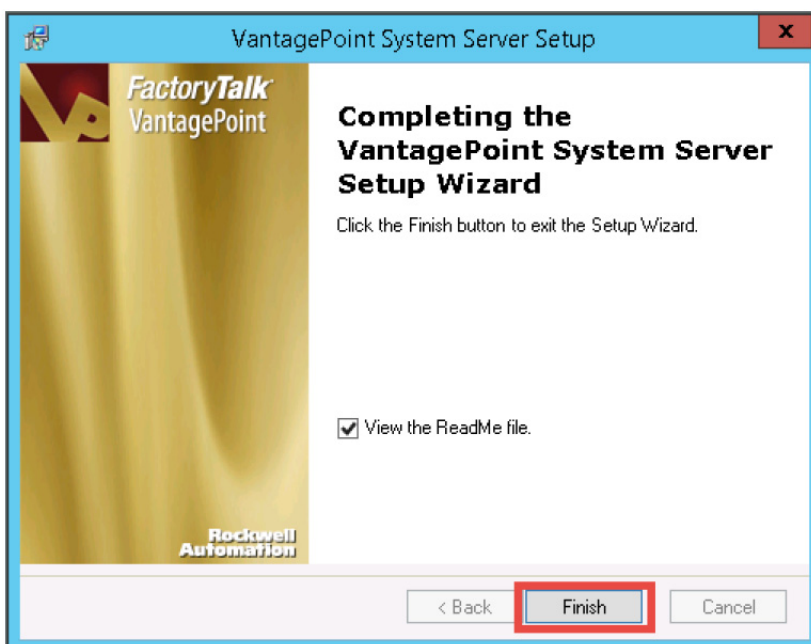 VantagePoint System Server Setup
x
FactoryTalk
VantagePoint
Completing the
VantagePoint System Server
Setup Wizard
Click the Finish button to exit the Setup Wizard.
View the ReadMe file.
Rockwell
Automation
< Back
Finish
Cancel